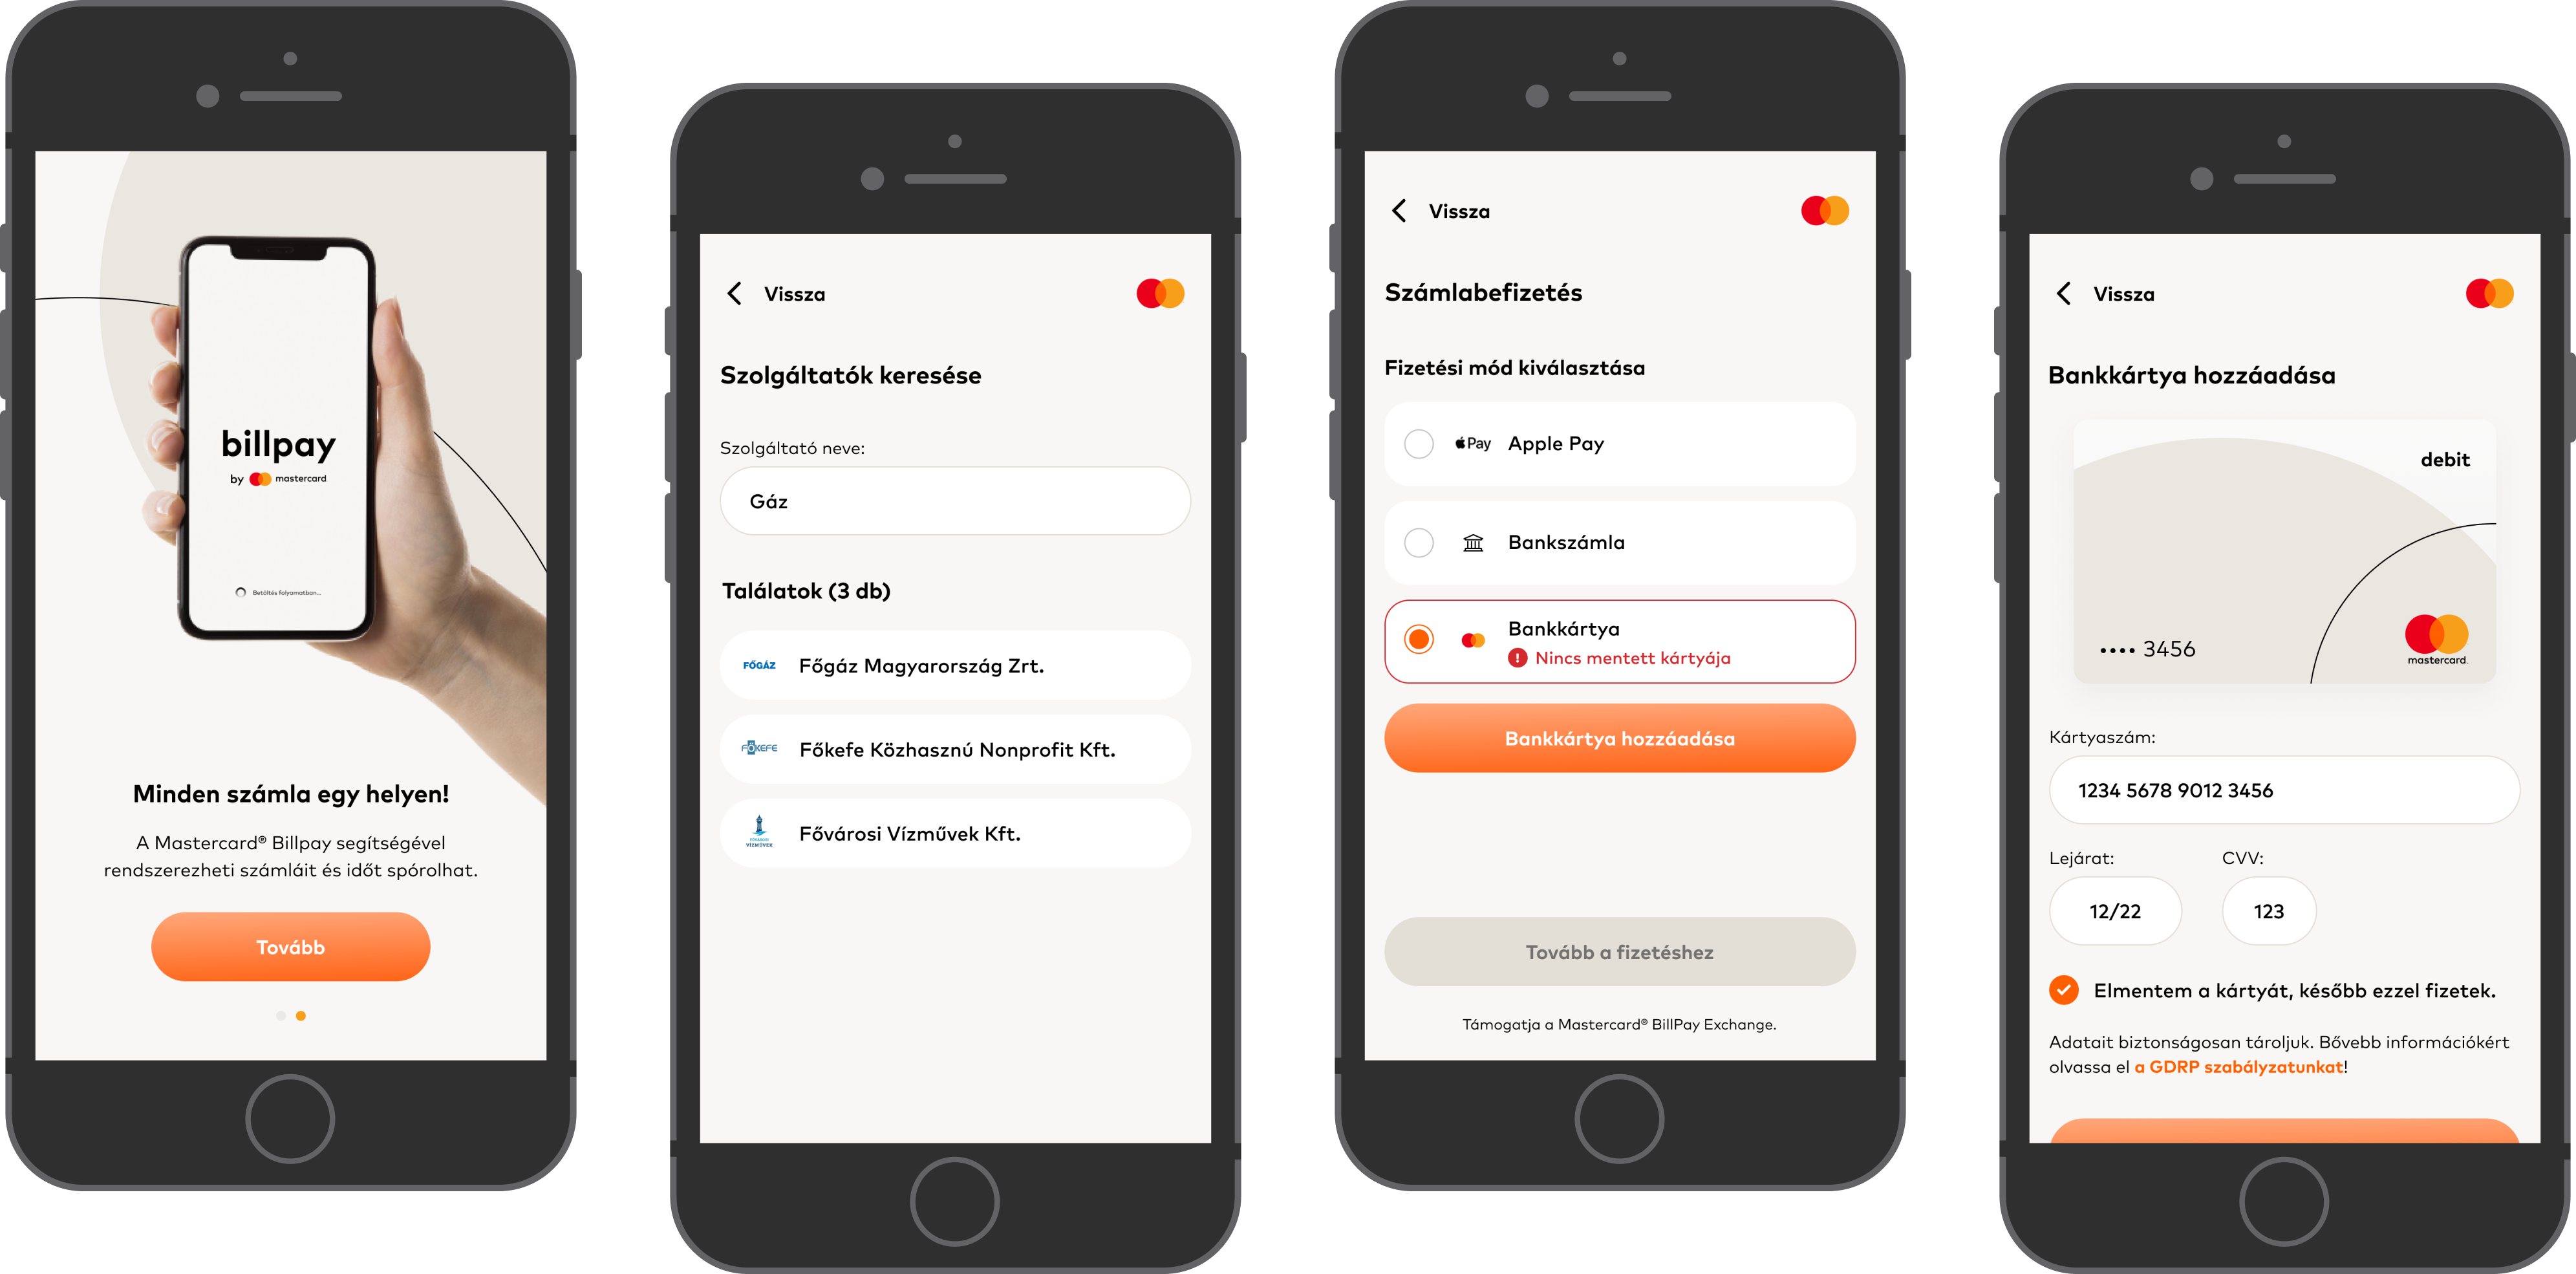 billpay
by mastercard
Betöltés folyamatban...
Minden számla egy helyen!
A Mastercard® Billpay segítségével
rendszerezheti számláit és időt spórolhat.
Tovább
Vissza
Szolgáltatók keresése
Szolgáltató neve:
Gáz
Találatok (3 db)
FŐGÁZ Főgáz Magyarország Zrt.
FŐKEFE Főkefe Közhasznú Nonprofit Kft.
FŐVÁROSI
VÍZMŰVEK
Fővárosi Vízművek Kft.
Vissza
Számlabefizetés
Fizetési mód kiválasztása
Pay Apple Pay
Bankszámla
Bankkártya
! Nincs mentett kártyája
Bankkártya hozzáadása
Tovább a fizetéshez
Támogatja a Mastercard® BillPay Exchange.
Vissza
Bankkártya hozzáadása
debit
•••• 3456
mastercard.
Kártyaszám:
1234 5678 9012 3456
Lejárat: CVV:
12/22 123
Elmentem a kártyát, később ezzel fizetek.
Adatait biztonságosan tároljuk. Bővebb információkért
olvassa el a GDRP szabályzatunkat!